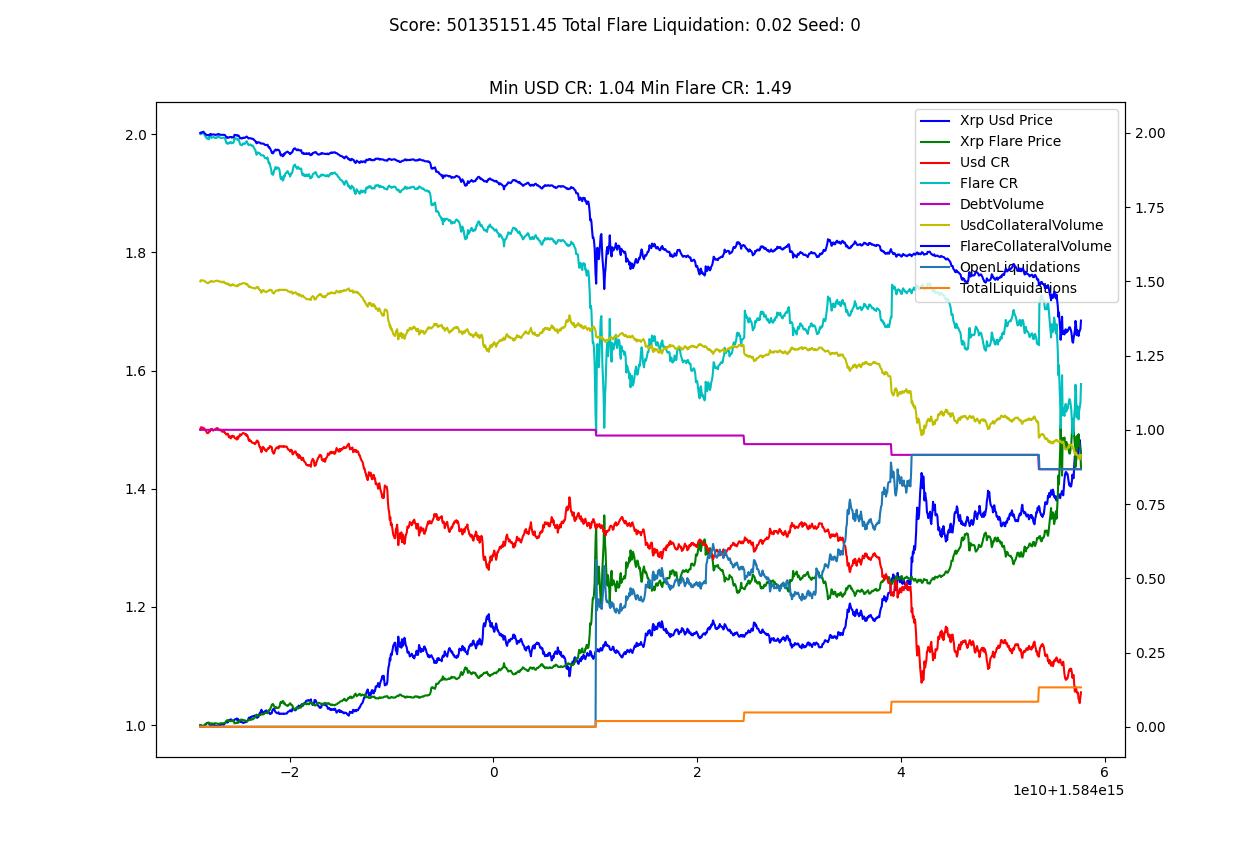 Score: 50135151.45 Total Flare Liquidation: 0.02 Seed: 0
Min USD CR: 1.04 Min Flare CR: 1.49
Xrp Usd Price
Xrp Flare Price
Usd CR
Flare CR
DebtVolume
UsdCollateralVolume
FlareCollateralVolume
OpenLiquidations
TotalLiquidations
2.0
1.8
1.6
1.4
1.2
1.0
2.00
1.75
1.50
1.25
1.00
0.75
0.50
0.25
0.00
−2
0
2
4
6
1e10+1.584e15